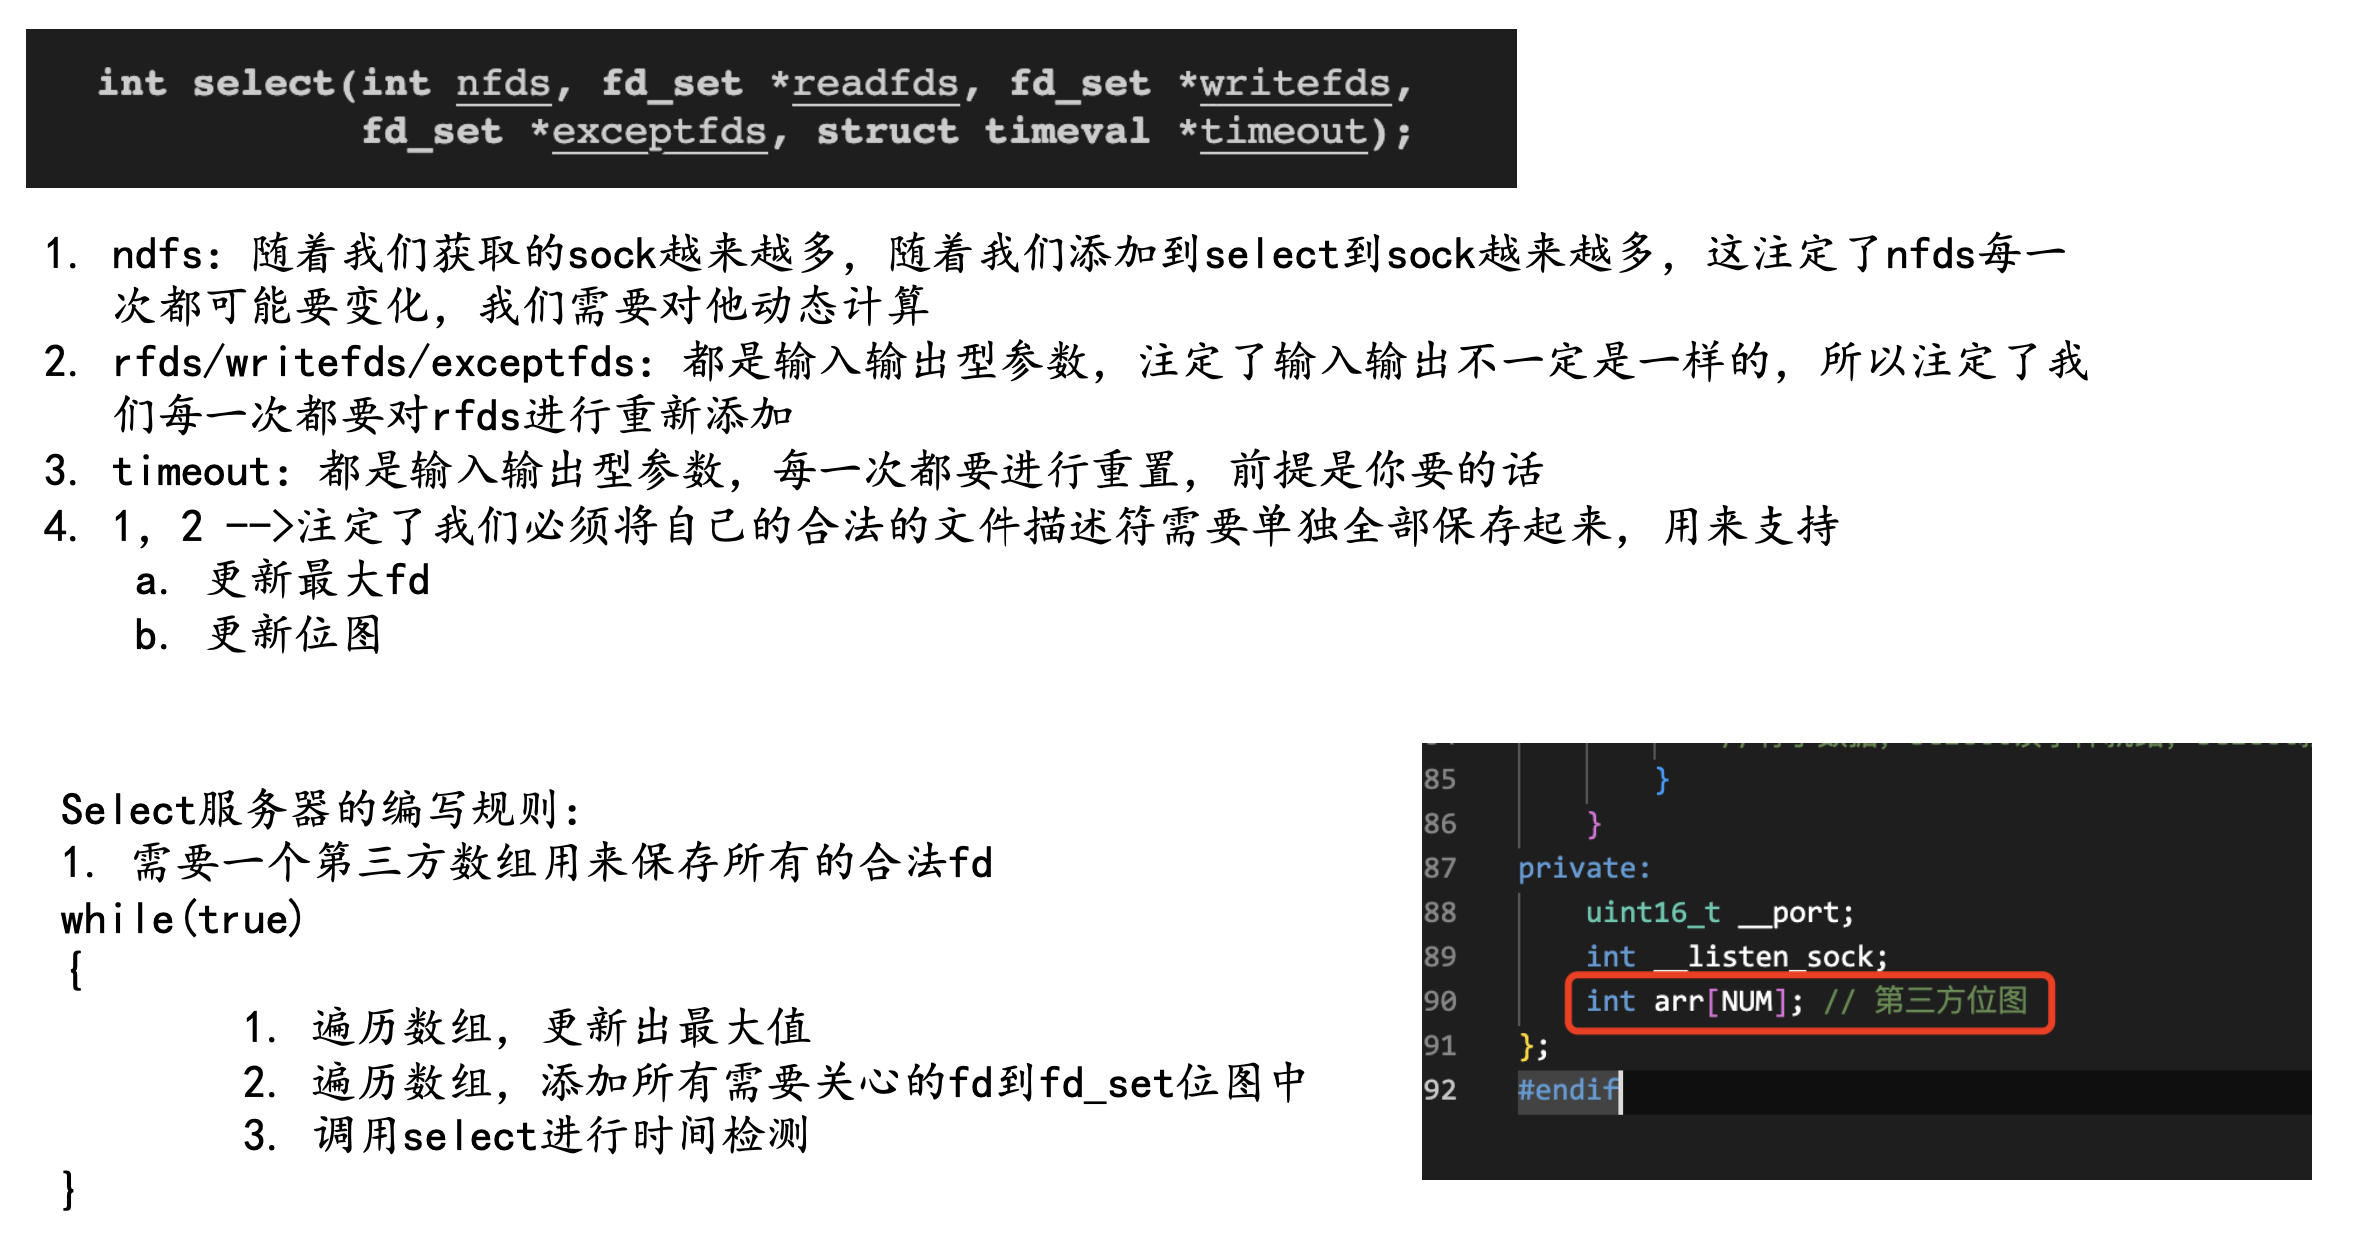 int select(int nfds, fd_set *readfds, fd_set *writefds,
fd_set *exceptfds, struct timeval *timeout);
1. ndfs: 随着我们获取的sock越来越多，随着我们添加到select到sock越来越多，这注定了nfds每一
次都可能要变化，我们需要对他动态计算
2. rfds/writefds/exceptfds: 都是输入输出型参数，注定了输入输出不一定是一样的，所以注定了我
们每一次都要对rfds进行重新添加
3. timeout: 都是输入输出型参数，每一次都要进行重置，前提是你要的话
4. 1，2 -->注定了我们必须将自己的合法的文件描述符需要单独全部保存起来，用来支持
a. 更新最大fd
b. 更新位图
Select服务器的编写规则：
1. 需要一个第三方数组用来保存所有的合法fd
while(true)
{
1. 遍历数组，更新出最大值
2. 遍历数组，添加所有需要关心的fd到fd_set位图中
3. 调用select进行时间检测
}
85 }
86 }
87 private:
88 uint16_t __port;
89 int __listen_sock;
90 int arr[NUM]; // 第三方位图
91 };
92 #endif